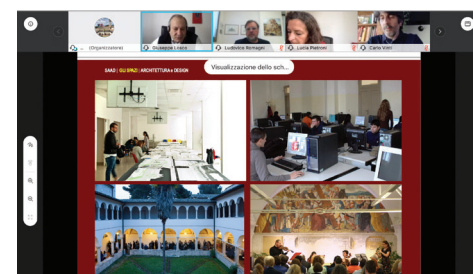 (Organizzatore)
Giuseppe Losco
Ludovico Romagni
Lucia Pietroni
Carlo Vinti
Visualizzazione dello sch...
SAAD | GLI SPAZI | ARCHITETTURA e DESIGN